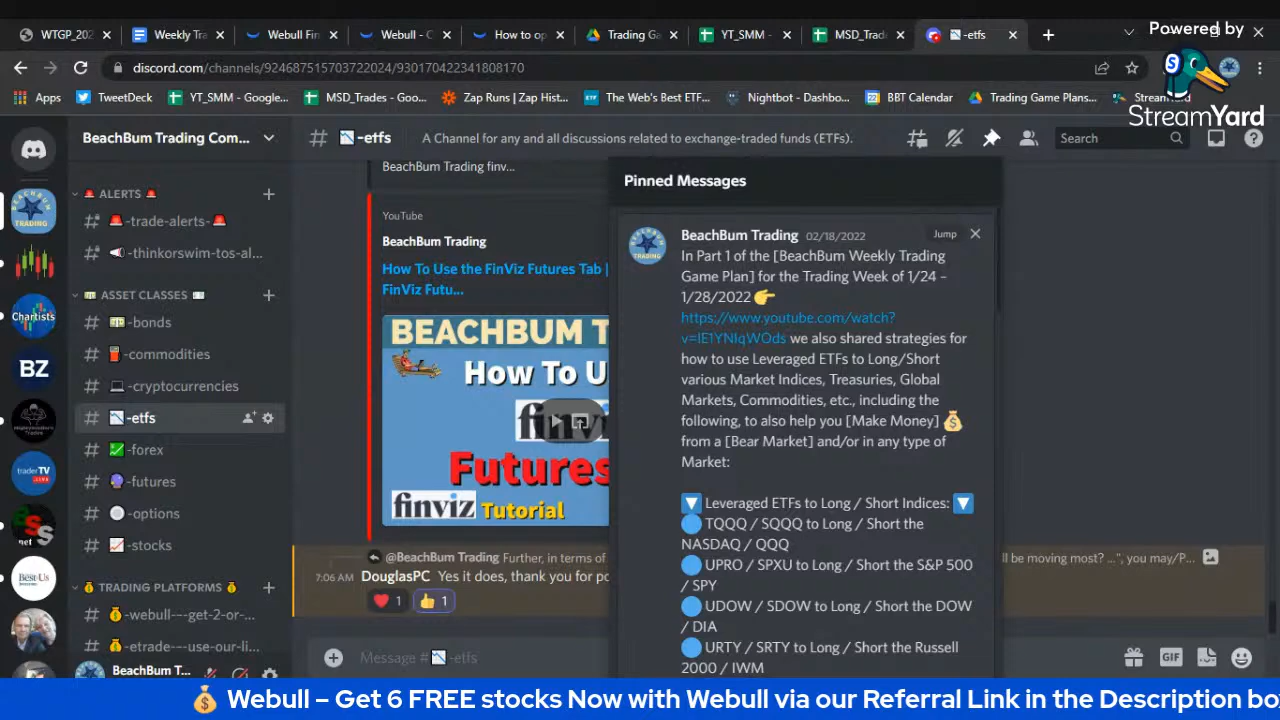 WTGP_202
Weekly Tra
Webull Fin
Webull - C
How to op
Trading Ga
YT_SMM -
MSD_Trade
-etfs
Powered by
discord.com/channels/924687515703722024/930170422341808170
StreamYard
Apps
TweetDeck
YT_SMM - Google...
MSD_Trades - Goo...
Zap Runs | Zap Hist...
The Web's Best ETF...
Nightbot - Dashbo...
BBT Calendar
Trading Game Plans...
BeachBum Trading Com...
-etfs
A Channel for any and all discussions related to exchange-traded funds (ETFs).
Search
ALERTS
-trade-alerts-
-thinkorswim-tos-al...
ASSET CLASSES
-bonds
-commodities
-cryptocurrencies
-etfs
-forex
-futures
-options
-stocks
TRADING PLATFORMS
-webull---get-2-or-...
-etrade---use-our-li...
BeachBum T...
Chartists
BZ
traderTV
BeachBum Trading finv...
YouTube
BeachBum Trading
How To Use the FinViz Futures Tab |
FinViz Futu...
BEACHBUM T
How To U
finviz
Futures
finviz Tutorial
@BeachBum Trading Further, in terms of
ll be moving most? ...", you may/P...
7:06 AM DouglasPC Yes it does, thank you for po
1
1
Message # -etfs
GIF
Pinned Messages
BeachBum Trading 02/18/2022
Jump
In Part 1 of the [BeachBum Weekly Trading
Game Plan] for the Trading Week of 1/24 -
1/28/2022
https://www.youtube.com/watch?
v=lE1YNIqWOds we also shared strategies for
how to use Leveraged ETFs to Long/Short
various Market Indices, Treasuries, Global
Markets, Commodities, etc., including the
following, to also help you [Make Money]
from a [Bear Market] and/or in any type of
Market:
Leveraged ETFs to Long / Short Indices:
TQQQ / SQQQ to Long / Short the
NASDAQ / QQQ
UPRO / SPXU to Long / Short the S&P 500
/ SPY
UDOW / SDOW to Long / Short the DOW
/ DIA
URTY / SRTY to Long / Short the Russell
2000 / IWM
Webull – Get 6 FREE stocks Now with Webull via our Referral Link in the Description bo